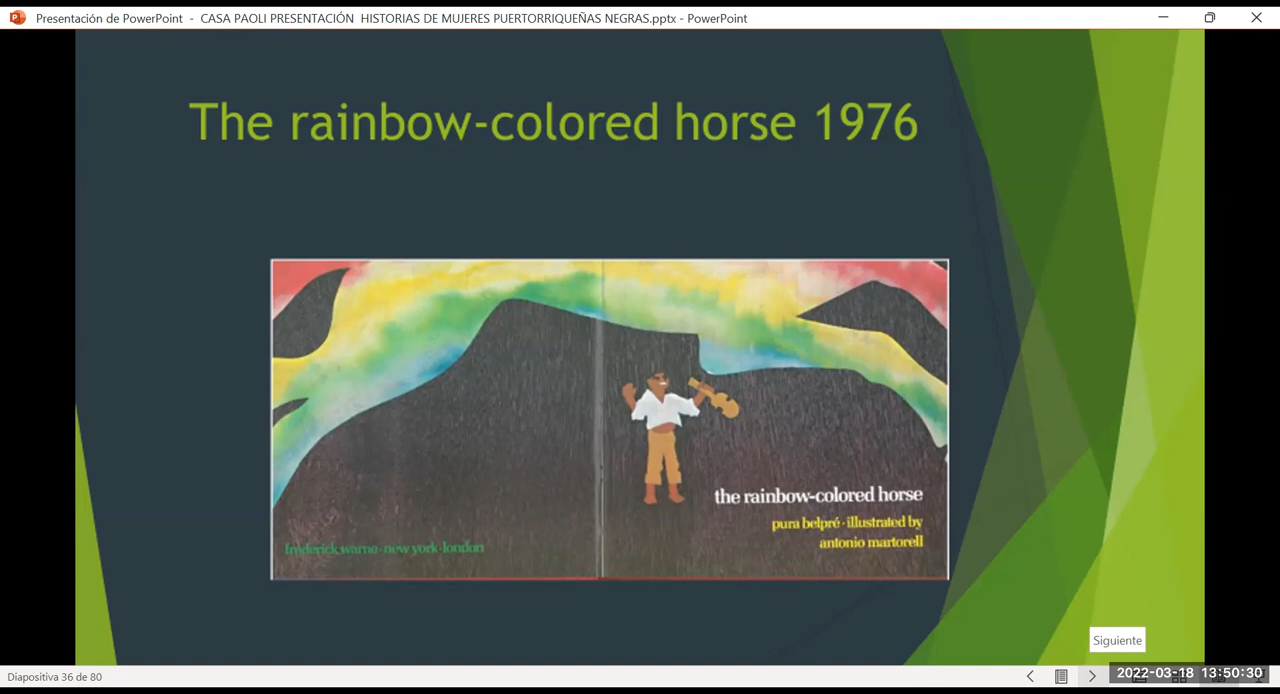 Presentación de PowerPoint - CASA PAOLI PRESENTACIÓN HISTORIAS DE MUJERES PUERTORRIQUEÑAS NEGRAS.pptx - PowerPoint
The rainbow-colored horse 1976
the rainbow-colored horse
pura belpré · illustrated by
antonio martorell
frederick warne · new york · london
Siguiente
Diapositiva 36 de 80
2022-03-18 13:50:30